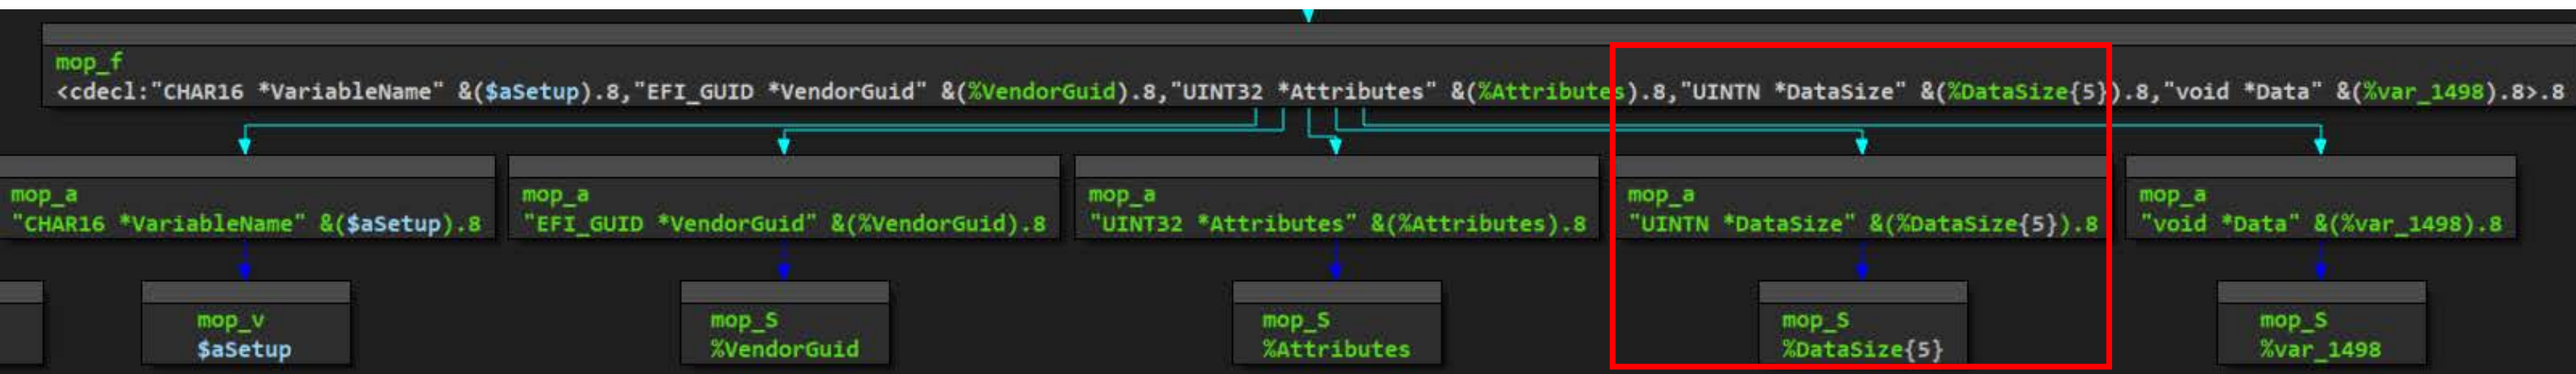 mop_f
<cdecl:"CHAR16 *VariableName" &($aSetup).8,"EFI_GUID *VendorGuid" &(%VendorGuid).8,"UINT32 *Attributes" &(%Attributes).8,"UINTN *DataSize" &(%DataSize{5}).8,"void *Data" &(%var_1498).8>.8
mop_a
"CHAR16 *VariableName" &($aSetup).8
mop_a
"EFI_GUID *VendorGuid" &(%VendorGuid).8
mop_a
"UINT32 *Attributes" &(%Attributes).8
mop_a
"UINTN *DataSize" &(%DataSize{5}).8
mop_a
"void *Data" &(%var_1498).8
mop_v
$aSetup
mop_S
%VendorGuid
mop_S
%Attributes
mop_S
%DataSize{5}
mop_S
%var_1498